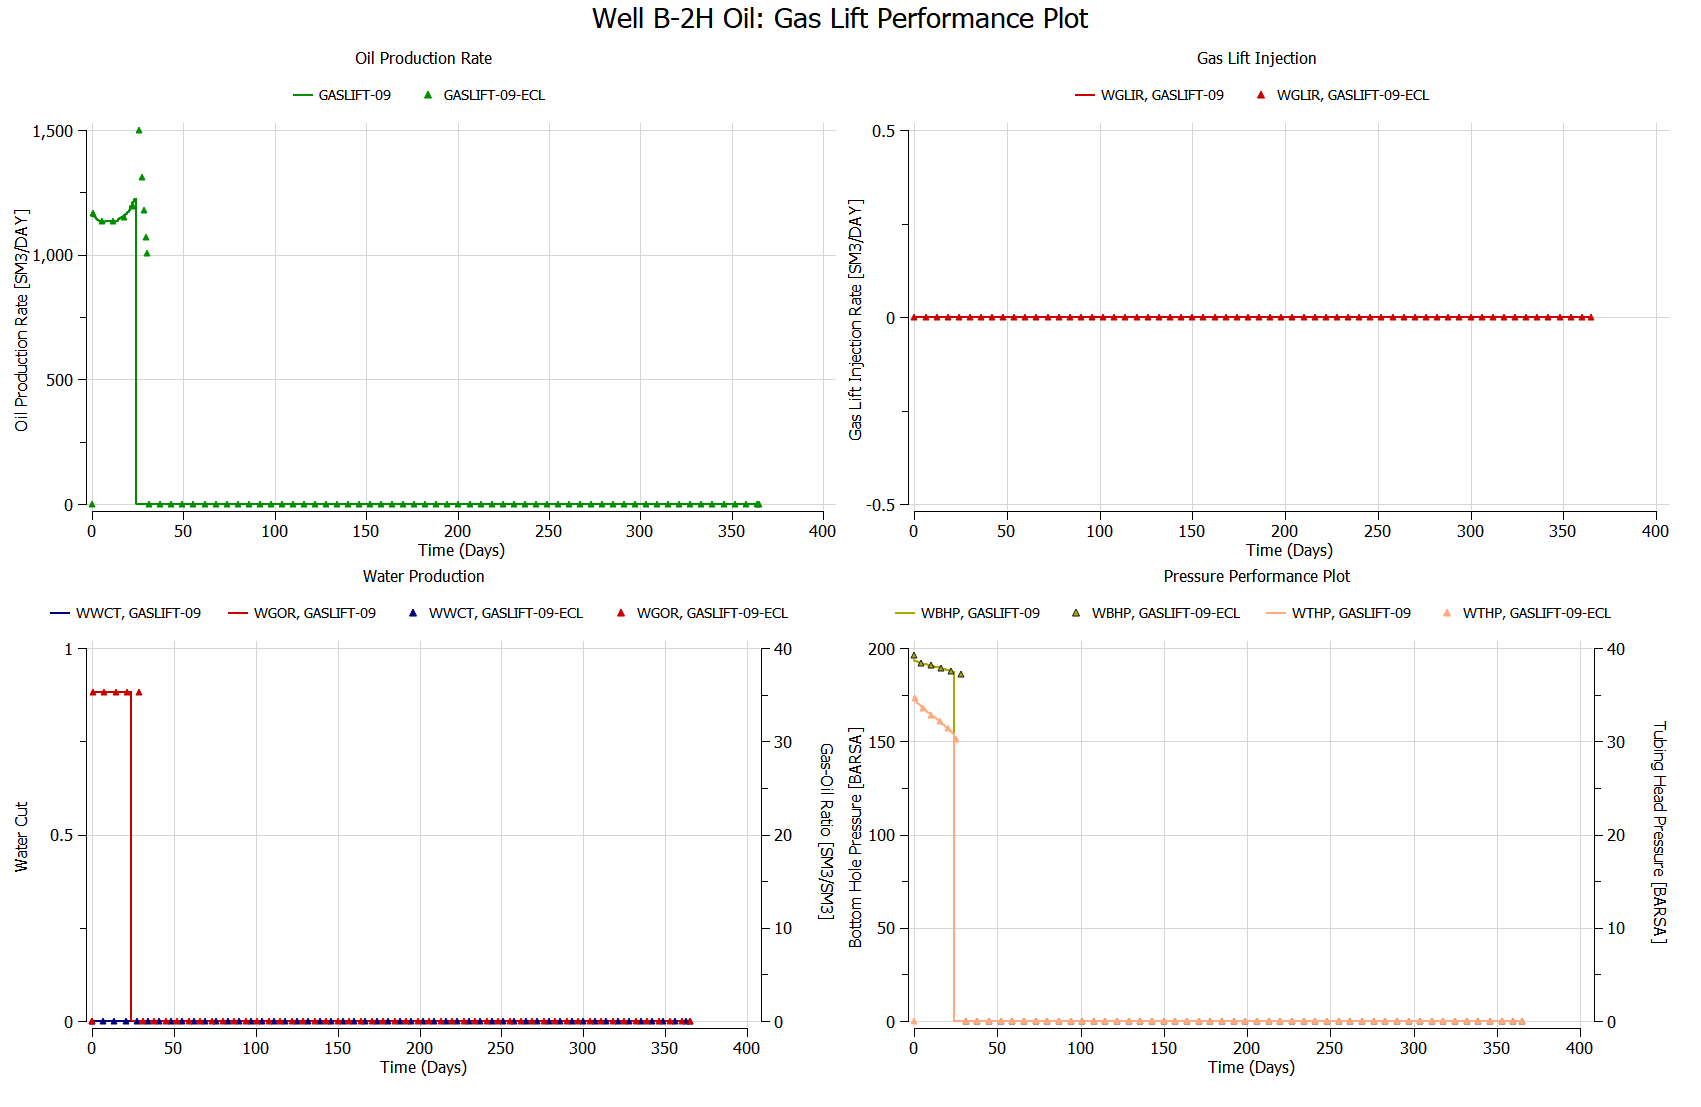 Well B-2H Oil: Gas Lift Performance Plot
Oil Production Rate
GASLIFT-09 GASLIFT-09-ECL
Oil Production Rate [SM3/DAY]
1,500
1,000
500
0
0 50 100 150 200 250 300 350 400
Time (Days)
Gas Lift Injection
WGLIR, GASLIFT-09 WGLIR, GASLIFT-09-ECL
Gas Lift Injection Rate [SM3/DAY]
0.5
0
-0.5
0 50 100 150 200 250 300 350 400
Time (Days)
Water Production
WWCT, GASLIFT-09 WGOR, GASLIFT-09 WWCT, GASLIFT-09-ECL WGOR, GASLIFT-09-ECL
Water Cut
1
0.5
0
40
30
20
10
0
Gas-Oil Ratio [SM3/SM3]
0 50 100 150 200 250 300 350 400
Time (Days)
Pressure Performance Plot
WBHP, GASLIFT-09 WBHP, GASLIFT-09-ECL WTHP, GASLIFT-09 WTHP, GASLIFT-09-ECL
Bottom Hole Pressure [BARSA]
200
150
100
50
0
40
30
20
10
0
Tubing Head Pressure [BARSA]
0 50 100 150 200 250 300 350 400
Time (Days)